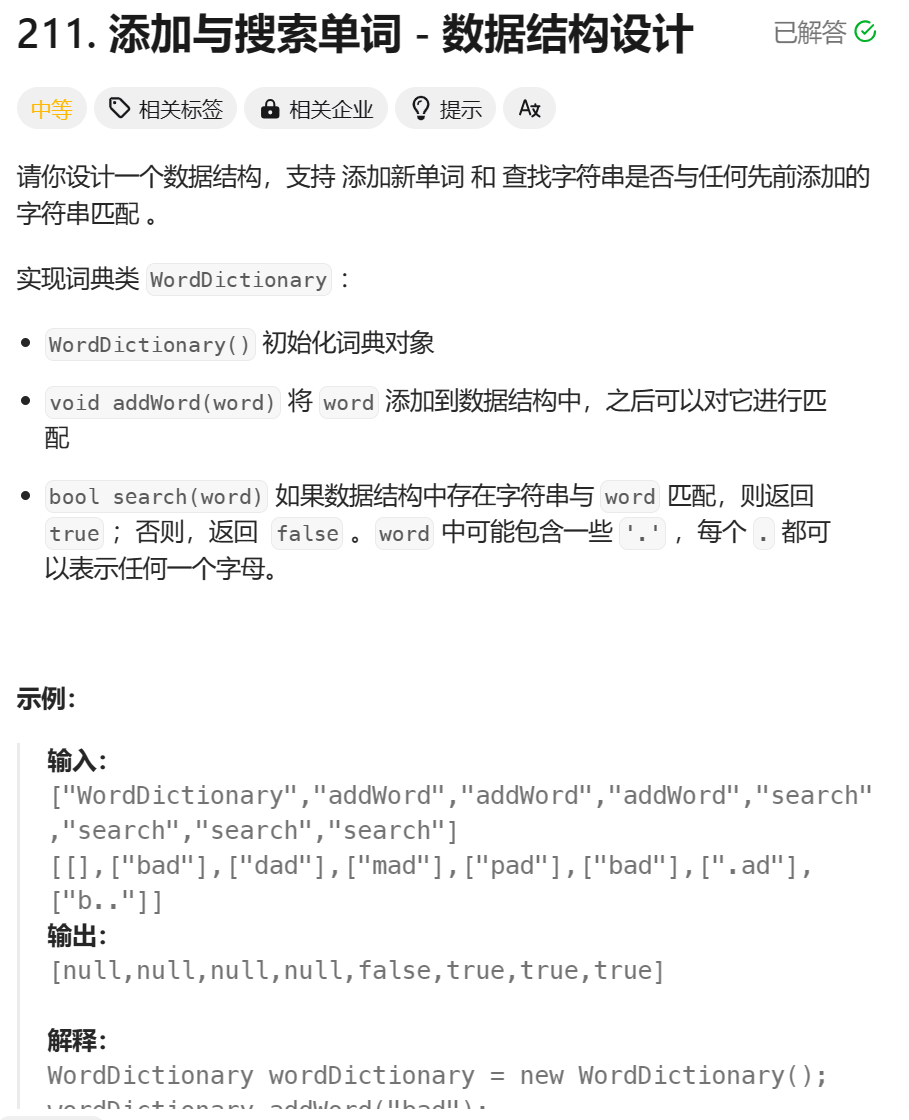 211. 添加与搜索单词 - 数据结构设计
已解答
中等 相关标签 相关企业 提示 A文
请你设计一个数据结构，支持 添加新单词 和 查找字符串是否与任何先前添加的
字符串匹配 。
实现词典类 WordDictionary ：
• WordDictionary() 初始化词典对象
• void addWord(word) 将 word 添加到数据结构中，之后可以对它进行匹
配
• bool search(word) 如果数据结构中存在字符串与 word 匹配，则返回
true ；否则，返回 false 。word 中可能包含一些 '.' ，每个 . 都可
以表示任何一个字母。
示例：
输入：
["WordDictionary","addWord","addWord","addWord","search"
,"search","search","search"]
[[],["bad"],["dad"],["mad"],["pad"],["bad"],[".ad"],
["b.."]]
输出：
[null,null,null,null,false,true,true,true]
解释：
WordDictionary wordDictionary = new WordDictionary();
wordDictionary.addWord("bad");